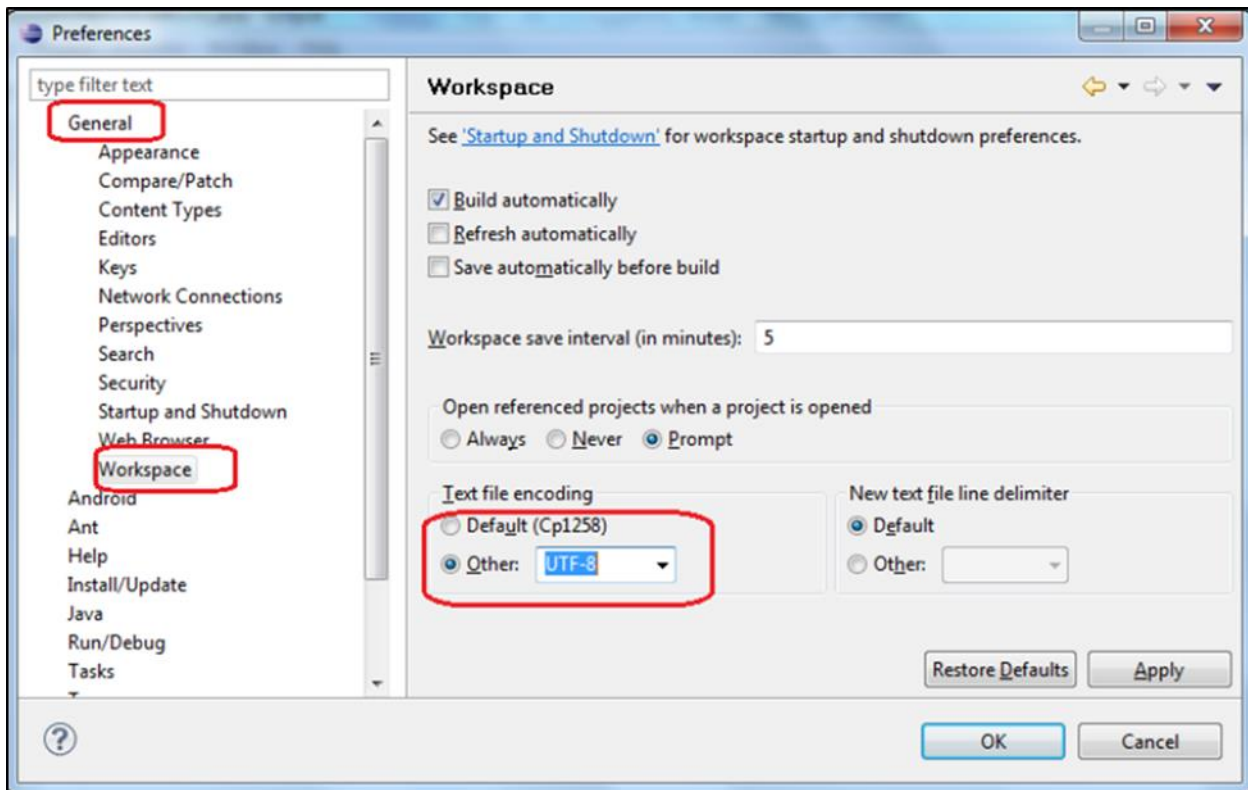 Preferences
type filter text
General
Appearance
Compare/Patch
Content Types
Editors
Keys
Network Connections
Perspectives
Search
Security
Startup and Shutdown
Web Browser
Workspace
Android
Ant
Help
Install/Update
Java
Run/Debug
Tasks
Workspace
See 'Startup and Shutdown' for workspace startup and shutdown preferences.
Build automatically
Refresh automatically
Save automatically before build
Workspace save interval (in minutes): 5
Open referenced projects when a project is opened
Always Never Prompt
Text file encoding
Default (Cp1258)
Other: UTF-8
New text file line delimiter
Default
Other:
Restore Defaults Apply
? OK Cancel